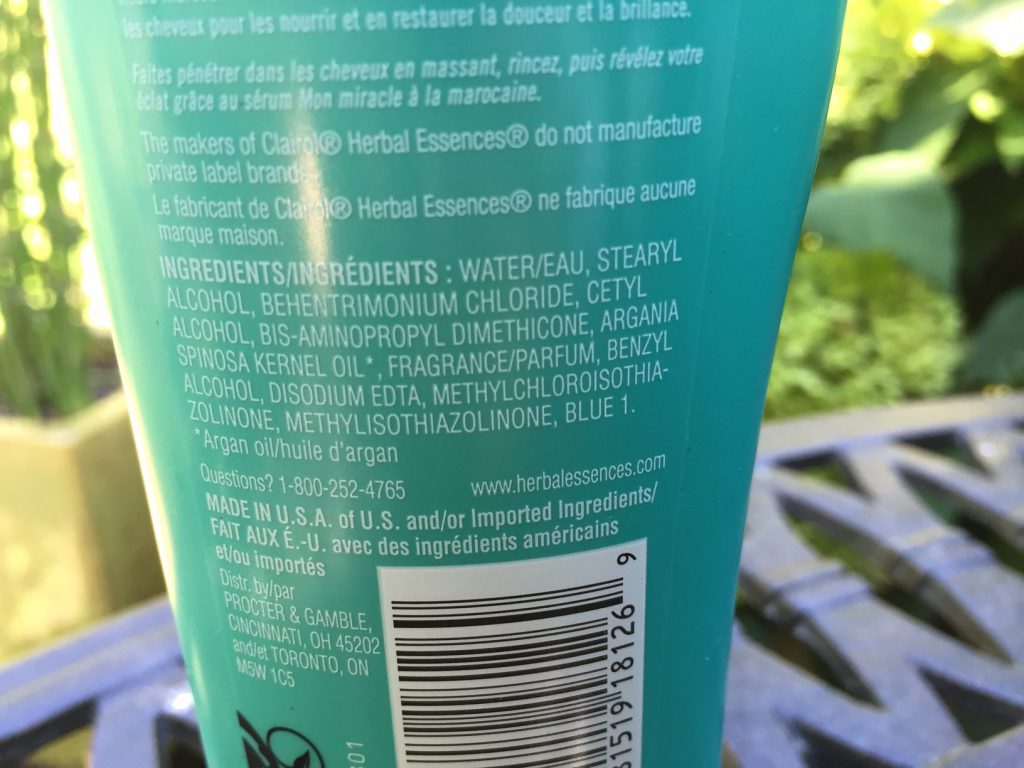 les cheveux pour les nourrir et en restaurer la douceur et la brillance.
Faites pénétrer dans les cheveux en massant, rincez, puis révélez votre
éclat grâce au sérum Mon miracle à la marocaine.
The makers of Clairol® Herbal Essences® do not manufacture
private label brands.
Le fabricant de Clairol® Herbal Essences® ne fabrique aucune
marque maison.
INGREDIENTS/INGRÉDIENTS : WATER/EAU, STEARYL
ALCOHOL, BEHENTRIMONIUM CHLORIDE, CETYL
ALCOHOL, BIS-AMINOPROPYL DIMETHICONE, ARGANIA
SPINOSA KERNEL OIL*, FRAGRANCE/PARFUM, BENZYL
ALCOHOL, DISODIUM EDTA, METHYLCHLOROISOTHIA-
ZOLINONE, METHYLISOTHIAZOLINONE, BLUE 1.
*Argan oil/huile d'argan
Questions? 1-800-252-4765 www.herbalessences.com
MADE IN U.S.A. of U.S. and/or Imported Ingredients/
FAIT AUX É.-U. avec des ingrédients américains
et/ou importés
Distr. by/par
PROCTER & GAMBLE,
CINCINNATI, OH 45202
and/et TORONTO, ON
M5W 1C5
81519 18126 9